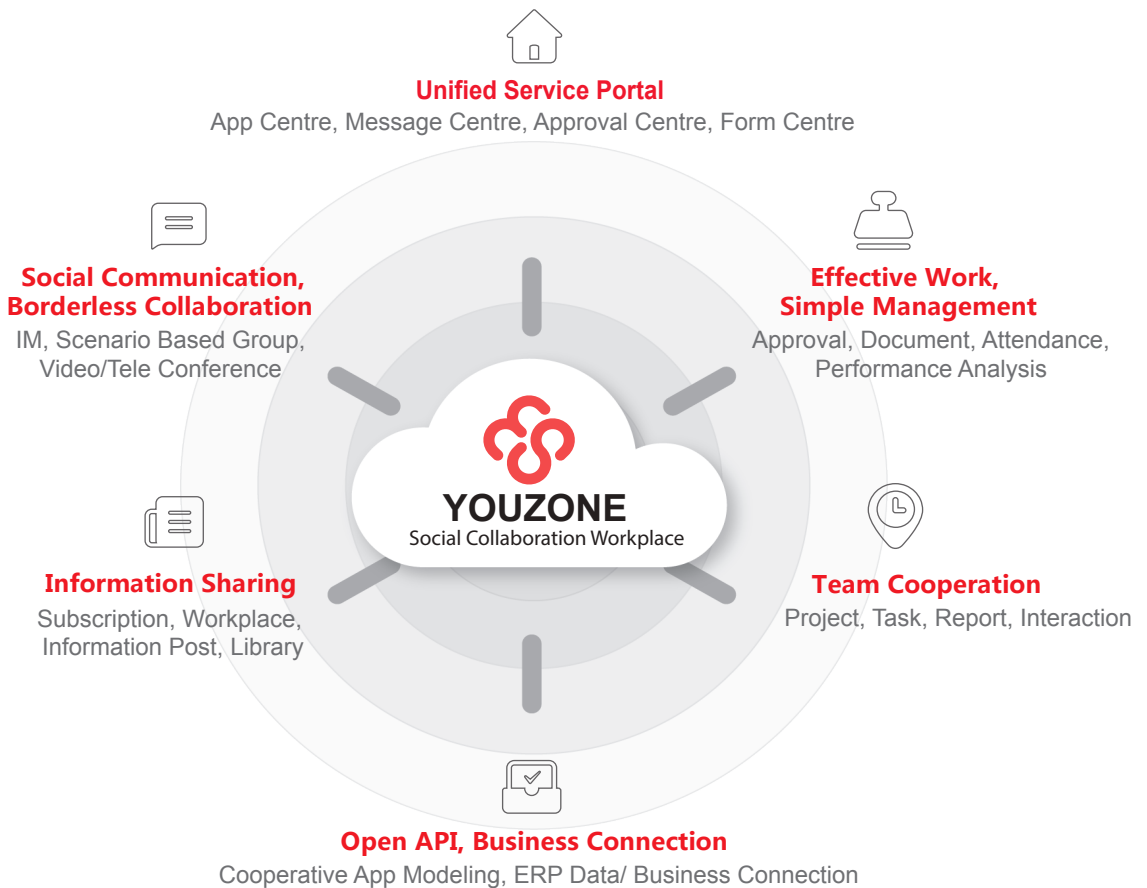 Unified Service Portal
App Centre, Message Centre, Approval Centre, Form Centre
Social Communication,
Borderless Collaboration
IM, Scenario Based Group,
Video/Tele Conference
Effective Work,
Simple Management
Approval, Document, Attendance,
Performance Analysis
YOUZONE
Social Collaboration Workplace
Information Sharing
Subscription, Workplace,
Information Post, Library
Team Cooperation
Project, Task, Report, Interaction
Open API, Business Connection
Cooperative App Modeling, ERP Data/ Business Connection